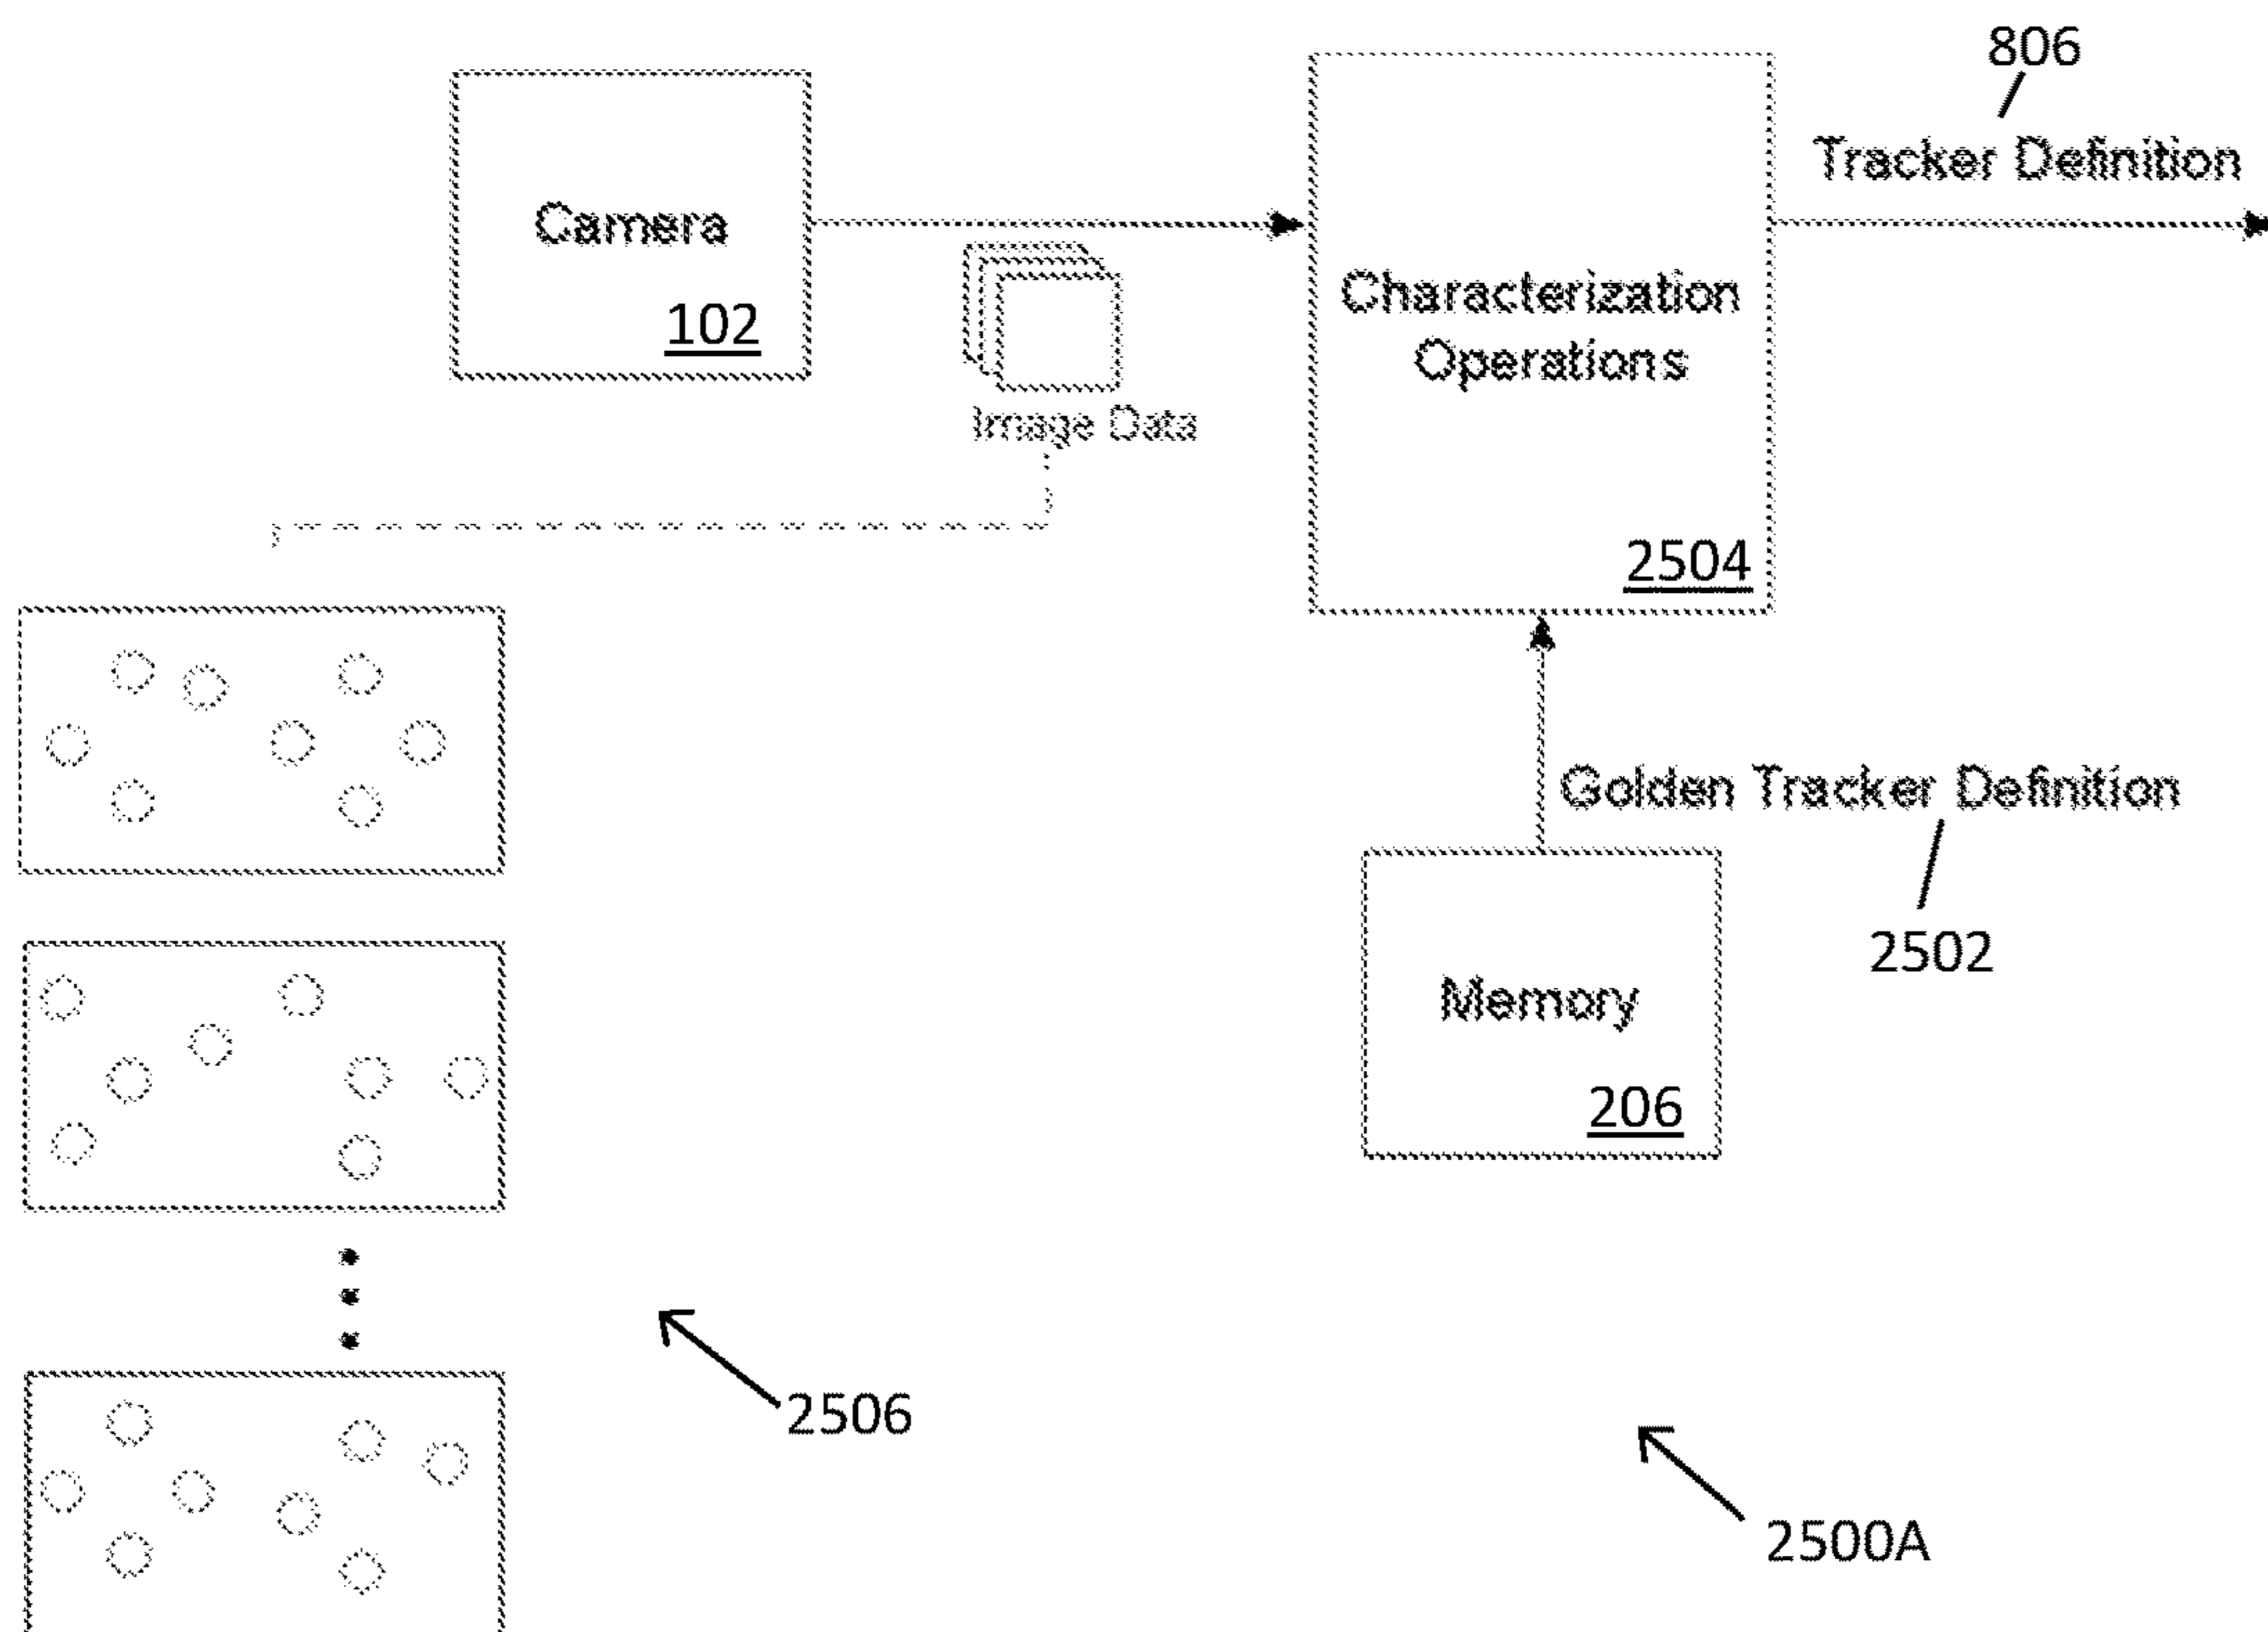 806
Tracker Definition
Camera
102
Image Data
Characterization
Operations
2504
Golden Tracker Definition
2502
Memory
206
2506
2500A